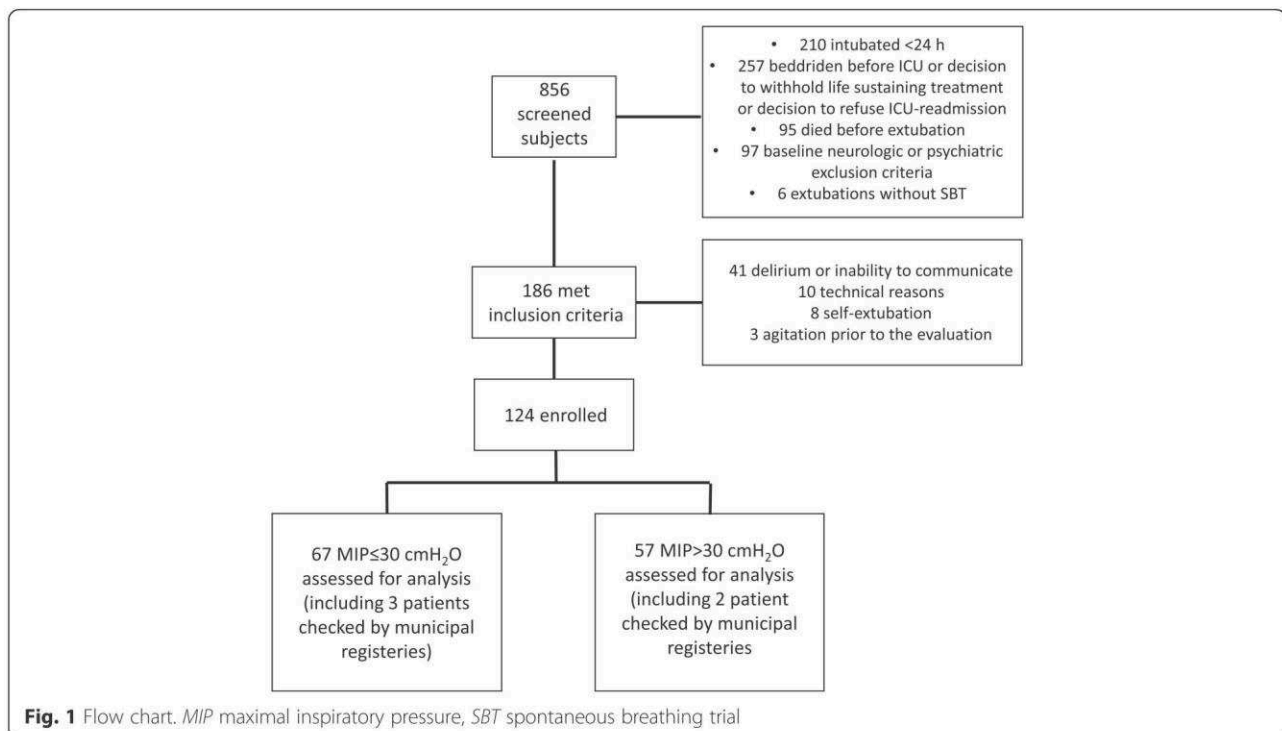 856
screened
subjects
• 210 intubated <24 h
• 257 beddriden before ICU or decision
to withhold life sustaining treatment
or decision to refuse ICU-readmission
• 95 died before extubation
• 97 baseline neurologic or psychiatric
exclusion criteria
• 6 extubations without SBT
186 met
inclusion criteria
41 delirium or inability to communicate
10 technical reasons
8 self-extubation
3 agitation prior to the evaluation
124 enrolled
67 MIP≤30 cmH₂O
assessed for analysis
(including 3 patients
checked by municipal
registeries)
57 MIP>30 cmH₂O
assessed for analysis
(including 2 patient
checked by municipal
registeries
Fig. 1 Flow chart. MIP maximal inspiratory pressure, SBT spontaneous breathing trial